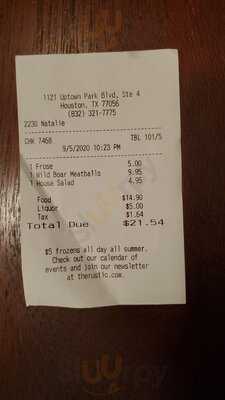 1121 Uptown Park Blvd, Ste 4
Houston, TX 77056
(832) 321-7775
2230 Natalie
CHK 7468 TBL 101/5
9/5/2020 10:23 PM
1 Frose 5.00
1 Wild Boar Meatballs 9.95
1 House Salad 4.95
Food $14.90
Liquor $5.00
Tax $1.64
Total Due $21.54
$5 frozens all day all summer.
Check out our calendar of
events and join our newsletter
at therustic.com.